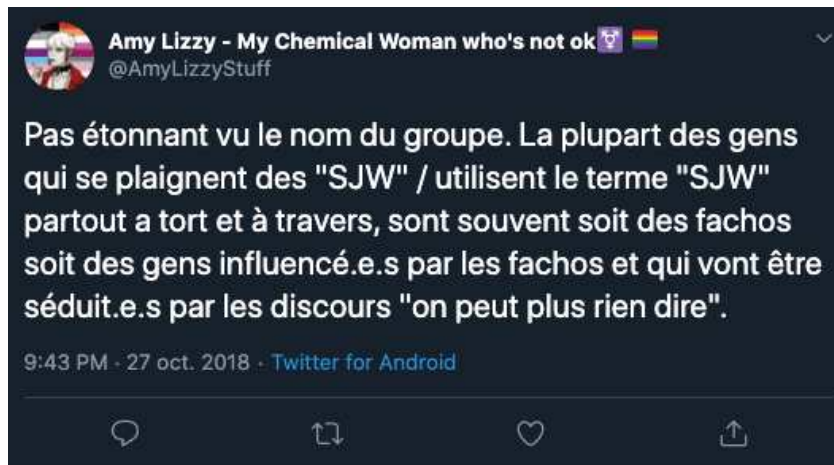 Amy Lizzy - My Chemical Woman who's not ok⚧️ 🏳️‍🌈
@AmyLizzyStuff
Pas étonnant vu le nom du groupe. La plupart des gens
qui se plaignent des "SJW" / utilisent le terme "SJW"
partout a tort et à travers, sont souvent soit des fachos
soit des gens influencé.e.s par les fachos et qui vont être
séduit.e.s par les discours "on peut plus rien dire".
9:43 PM · 27 oct. 2018 · Twitter for Android